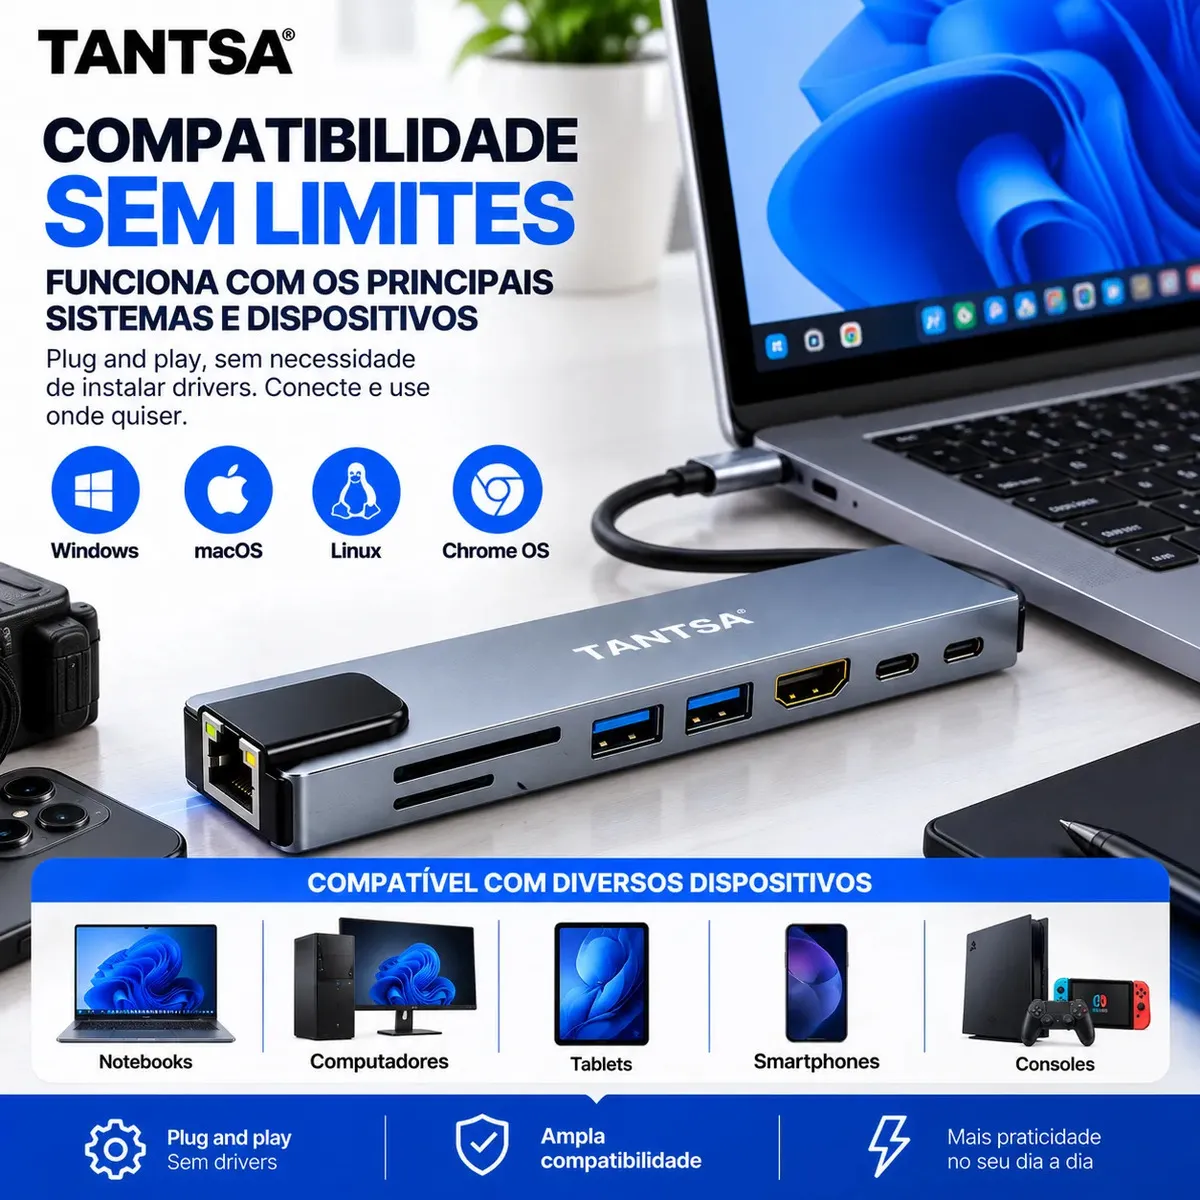 TANTSA®
COMPATIBILIDADE
SEM LIMITES
FUNCIONA COM OS PRINCIPAIS
SISTEMAS E DISPOSITIVOS
Plug and play, sem necessidade
de instalar drivers. Conecte e use
onde quiser.
Windows
macOS
Linux
Chrome OS
TANTSA®
COMPATÍVEL COM DIVERSOS DISPOSITIVOS
Notebooks
Computadores
Tablets
Smartphones
Consoles
Plug and play
Sem drivers
Ampla
compatibilidade
Mais praticidade
no seu dia a dia